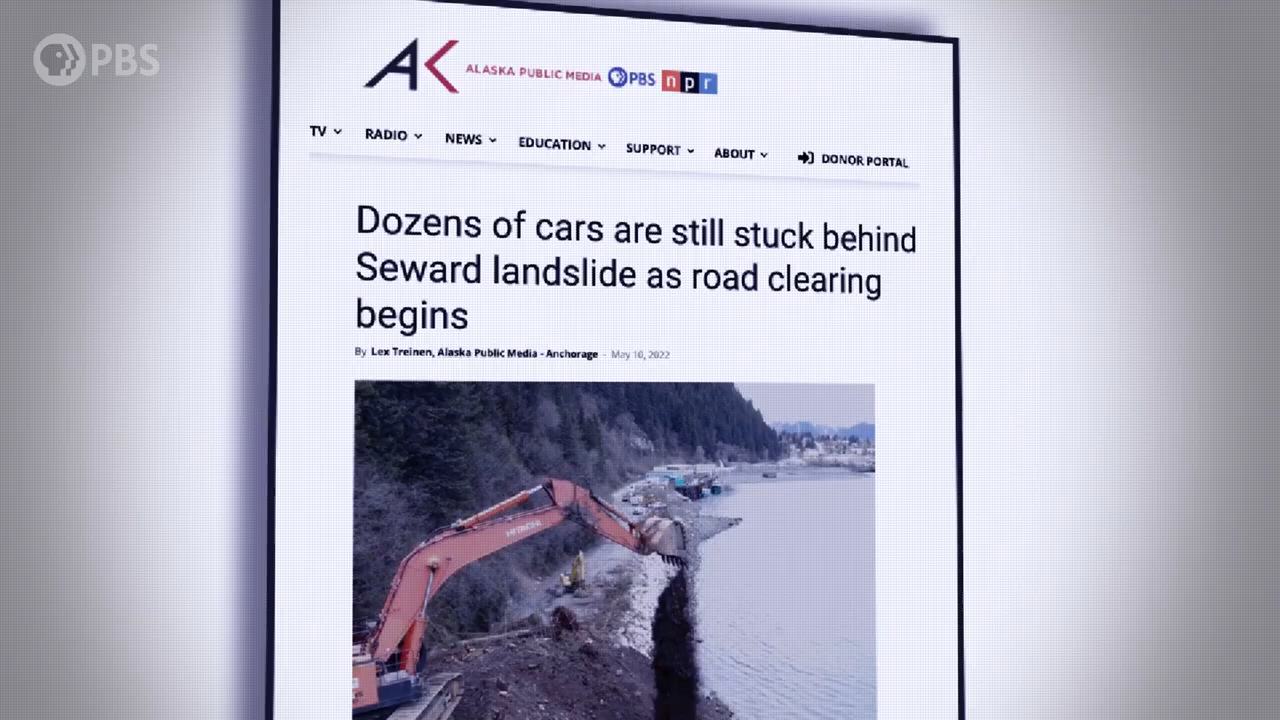 PBS
ALASKA PUBLIC MEDIA PBS npr
TV RADIO NEWS EDUCATION SUPPORT ABOUT DONOR PORTAL
Dozens of cars are still stuck behind
Seward landslide as road clearing
begins
By Lex Treinen, Alaska Public Media - Anchorage - May 10, 2022
HITACHI